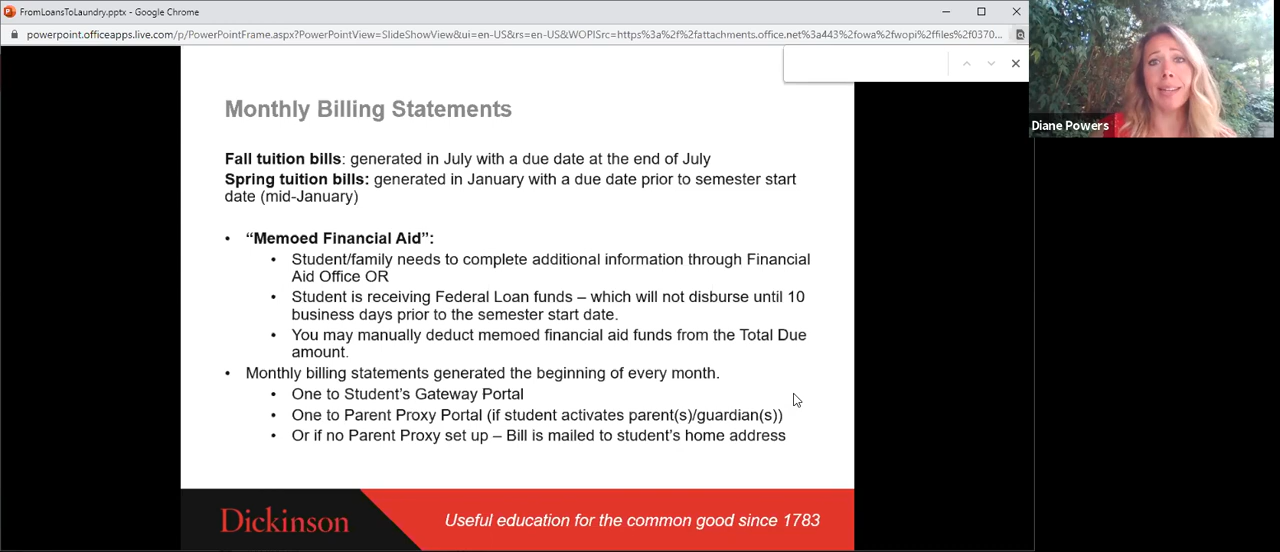 FromLoansToLaundry.pptx - Google Chrome
powerpoint.officeapps.live.com/p/PowerPointFrame.aspx?PowerPointView=SlideShowView&ui=en-US&rs=en-US&WOPISrc=https%3a%2f%2fattachments.office.net%3a443%2fowa%2fwopi%2ffiles%2f0370...
Diane Powers
Monthly Billing Statements
Fall tuition bills: generated in July with a due date at the end of July
Spring tuition bills: generated in January with a due date prior to semester start
date (mid-January)
• “Memoed Financial Aid”:
• Student/family needs to complete additional information through Financial
Aid Office OR
• Student is receiving Federal Loan funds – which will not disburse until 10
business days prior to the semester start date.
• You may manually deduct memoed financial aid funds from the Total Due
amount.
• Monthly billing statements generated the beginning of every month.
• One to Student’s Gateway Portal
• One to Parent Proxy Portal (if student activates parent(s)/guardian(s))
• Or if no Parent Proxy set up – Bill is mailed to student’s home address
Dickinson
Useful education for the common good since 1783